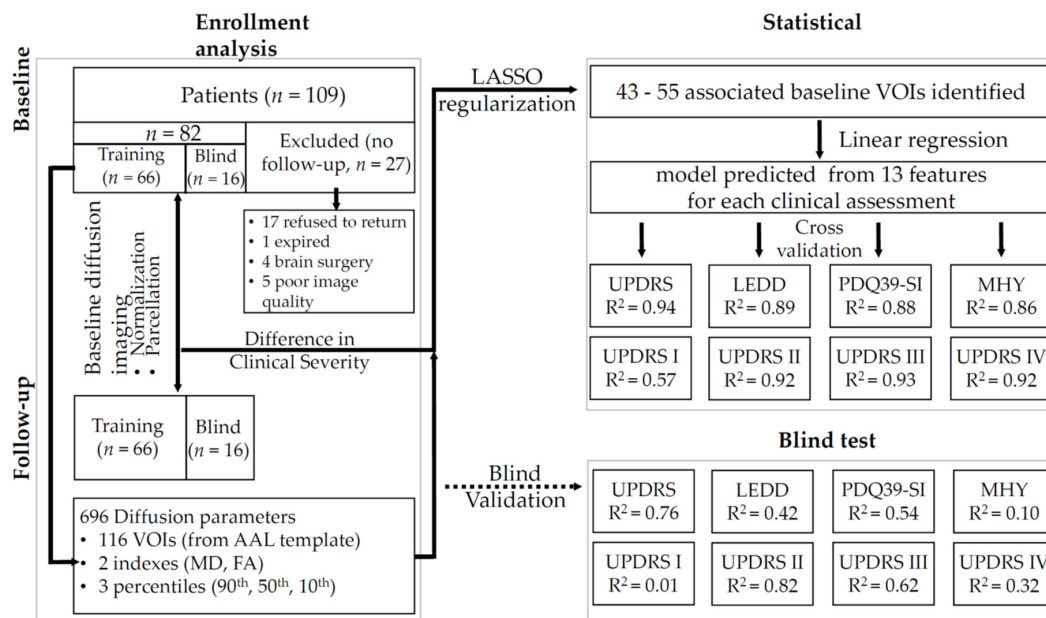 Enrollment
analysis
Baseline
Patients (n = 109)
n = 82
Training
(n = 66)
Blind
(n = 16)
Excluded (no
follow-up, n = 27)
• 17 refused to return
• 1 expired
• 4 brain surgery
• 5 poor image
quality
Baseline diffusion
imaging
• Normalization
• Parcellation
Difference in
Clinical Severity
Follow-up
Training
(n = 66)
Blind
(n = 16)
696 Diffusion parameters
• 116 VOIs (from AAL template)
• 2 indexes (MD, FA)
• 3 percentiles (90th, 50th, 10th)
LASSO
regularization
Statistical
43 - 55 associated baseline VOIs identified
Linear regression
model predicted from 13 features
for each clinical assessment
Cross
validation
UPDRS
R² = 0.94
LEDD
R² = 0.89
PDQ39-SI
R² = 0.88
MHY
R² = 0.86
UPDRS I
R² = 0.57
UPDRS II
R² = 0.92
UPDRS III
R² = 0.93
UPDRS IV
R² = 0.92
Blind
Validation
Blind test
UPDRS
R² = 0.76
LEDD
R² = 0.42
PDQ39-SI
R² = 0.54
MHY
R² = 0.10
UPDRS I
R² = 0.01
UPDRS II
R² = 0.82
UPDRS III
R² = 0.62
UPDRS IV
R² = 0.32